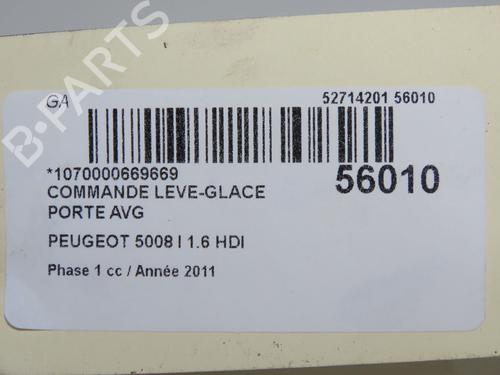 GA
52714201 56010
*1070000669669
56010
COMMANDE LEVE-GLACE
PORTE AVG
PEUGEOT 5008 I 1.6 HDI
Phase 1 cc / Année 2011
B-PARTS